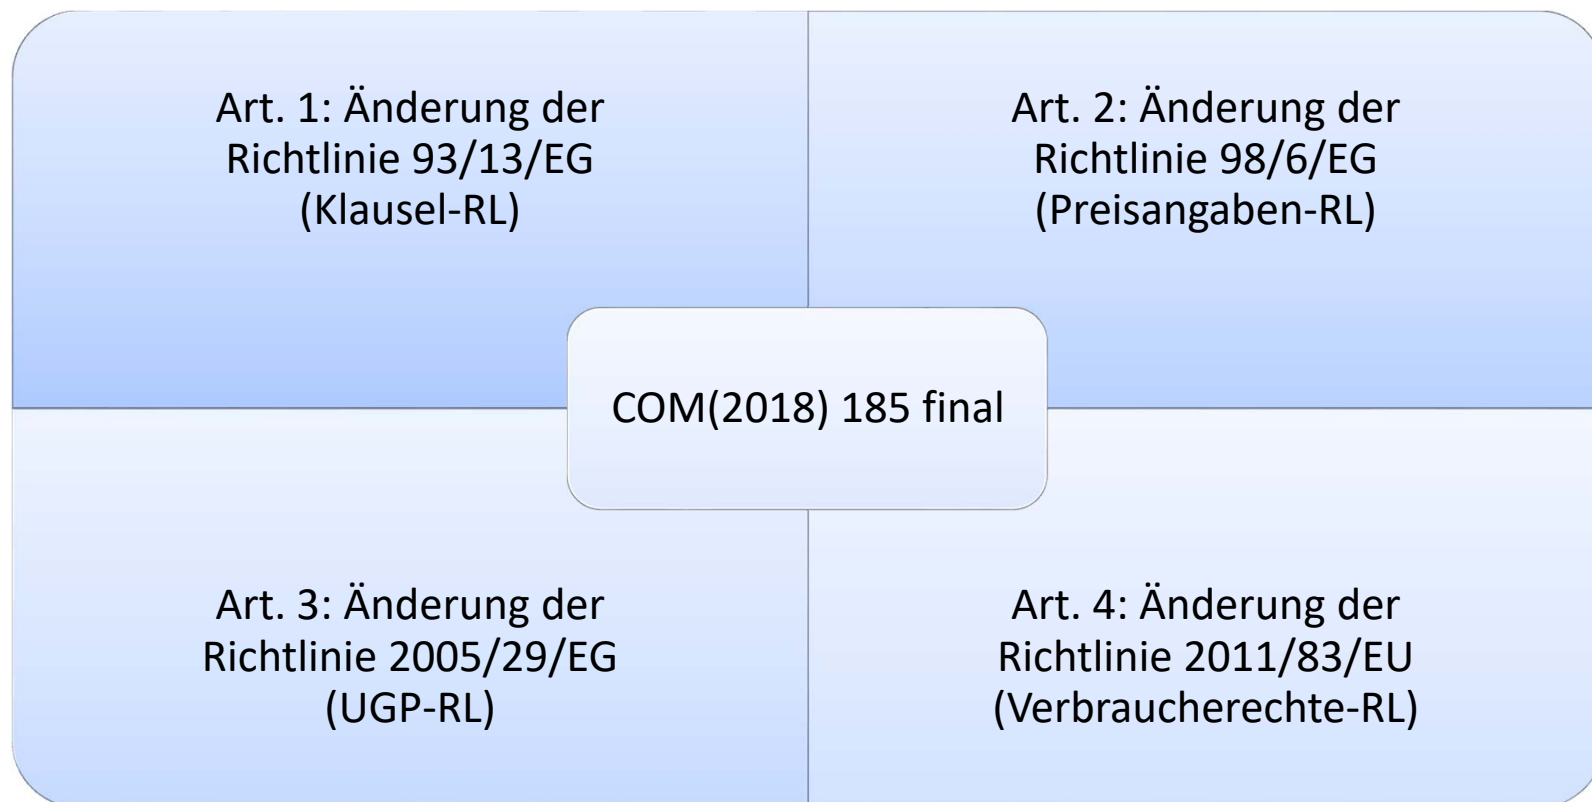 Art. 1: Änderung der
Richtlinie 93/13/EG
(Klausel-RL)
Art. 2: Änderung der
Richtlinie 98/6/EG
(Preisangaben-RL)
COM(2018) 185 final
Art. 3: Änderung der
Richtlinie 2005/29/EG
(UGP-RL)
Art. 4: Änderung der
Richtlinie 2011/83/EU
(Verbraucherechte-RL)